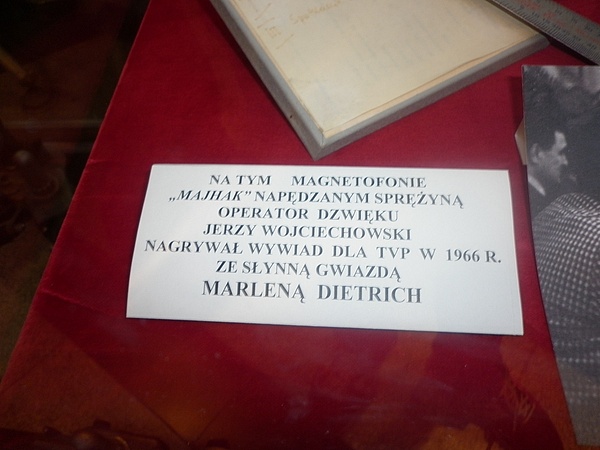 NA TYM MAGNETOFONIE
„MAJHAK" NAPĘDZANYM SPRĘŻYNĄ
OPERATOR DZWIĘKU
JERZY WOJCIECHOWSKI
NAGRYWAŁ WYWIAD DLA TVP W 1966 R.
ZE SŁYNNĄ GWIAZDĄ
MARLENĄ DIETRICH